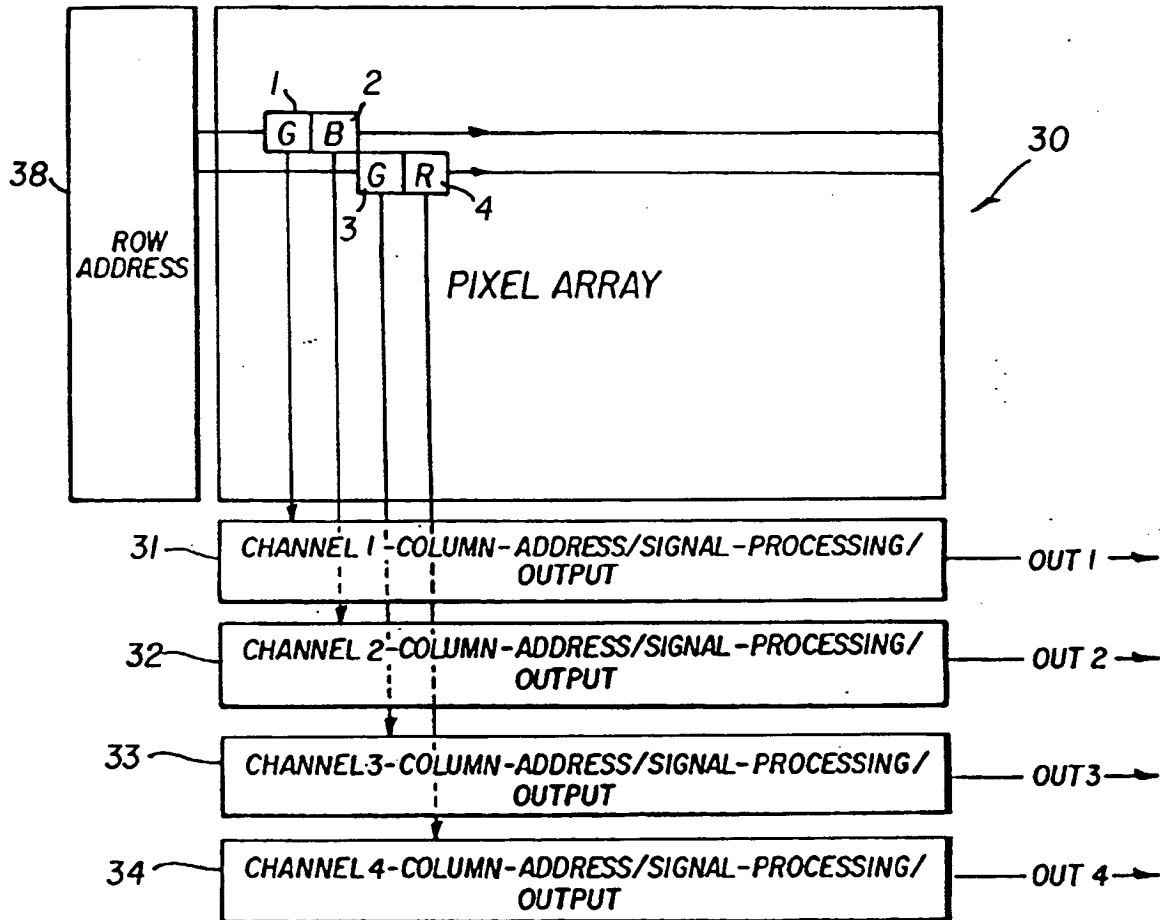 1
2
G B
30
38
G R
3
4
ROW
ADDRESS
PIXEL ARRAY
31
CHANNEL 1-COLUMN-ADDRESS/SIGNAL-PROCESSING/
OUTPUT
OUT 1
32
CHANNEL 2-COLUMN-ADDRESS/SIGNAL-PROCESSING/
OUTPUT
OUT 2
33
CHANNEL 3-COLUMN-ADDRESS/SIGNAL-PROCESSING/
OUTPUT
OUT 3
34
CHANNEL 4-COLUMN-ADDRESS/SIGNAL-PROCESSING/
OUTPUT
OUT 4